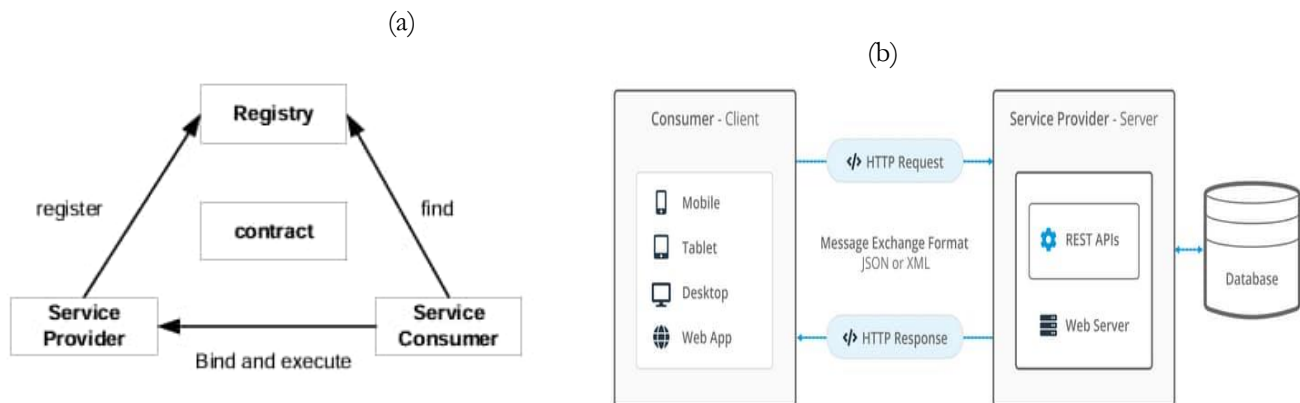 (a)
Registry
register
find
contract
Service
Provider
Service
Consumer
Bind and execute
(b)
Consumer - Client
Mobile
Tablet
Desktop
Web App
</> HTTP Request
Message Exchange Format
JSON or XML
</> HTTP Response
Service Provider - Server
REST APIs
Web Server
Database